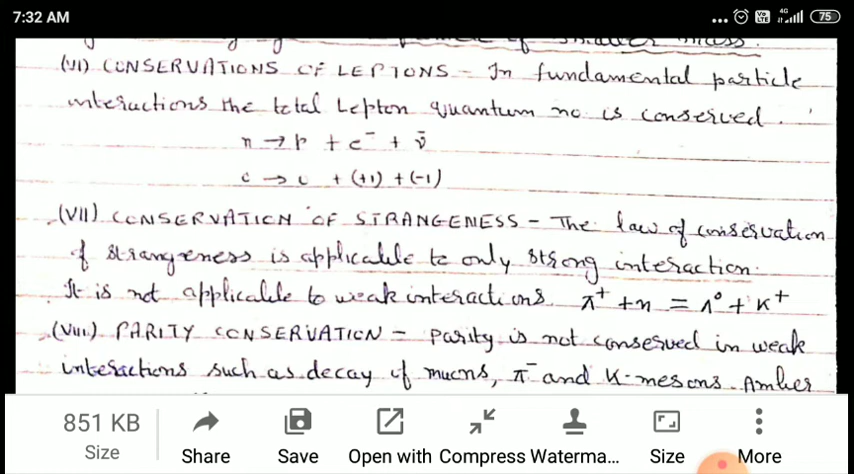 7:32 AM
... 4G 75
of smaller mass.
(VI) CONSERVATIONS OF LEPTONS - In fundamental particle
interactions the total Lepton quantum no is conserved.
n → p + e⁻ + ν̄
0 → 0 + (+1) + (-1)
(VII) CONSERVATION OF STRANGENESS - The law of conservation
of strangeness is applicable to only strong interaction.
It is not applicable to weak interactions. π⁺ + n = Λ⁰ + K⁺
(VIII) PARITY CONSERVATION - Parity is not conserved in weak
interactions such as decay of muons, π⁻ and K-mesons. Amber
851 KB
Size
Share
Save
Open with
Compress
Waterma...
Size
More